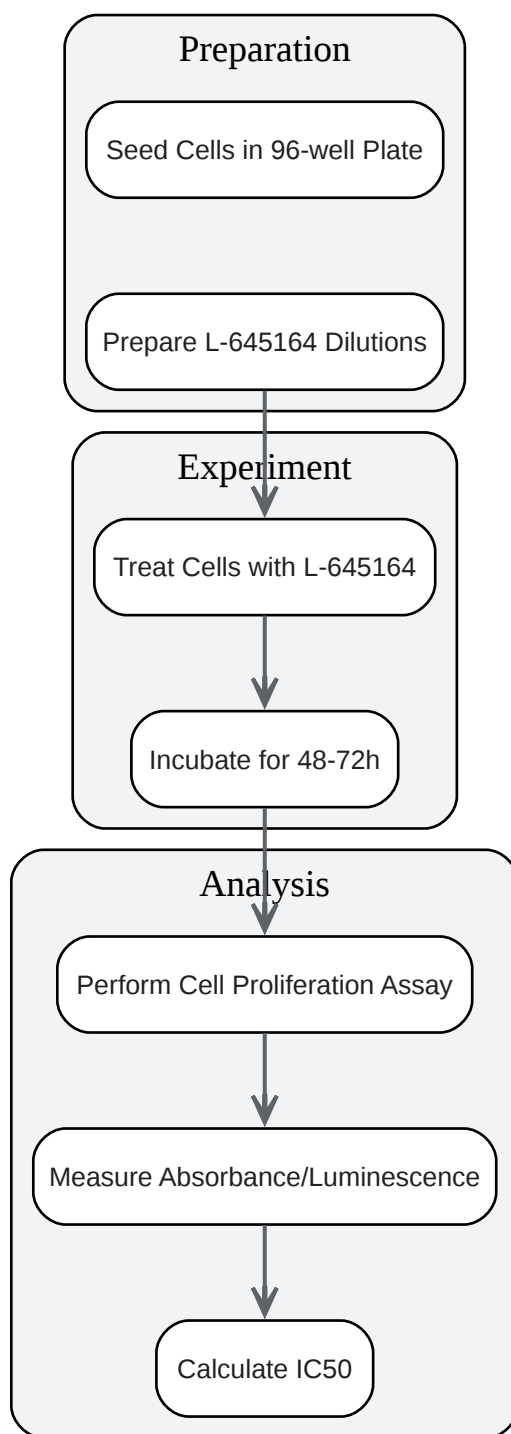 Preparation
Seed Cells in 96-well Plate
Prepare L-645164 Dilutions
Experiment
Treat Cells with L-645164
Incubate for 48-72h
Analysis
Perform Cell Proliferation Assay
Measure Absorbance/Luminescence
Calculate IC50